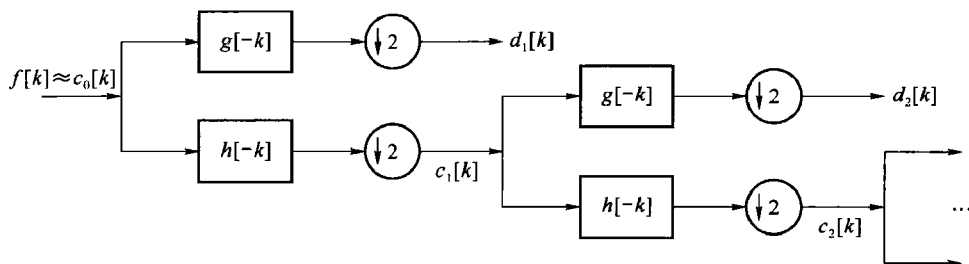 g[-k] ↓2 d₁[k]
f[k]≈c₀[k]
g[-k] ↓2 d₂[k]
h[-k] ↓2
c₁[k]
h[-k] ↓2 ...
c₂[k]